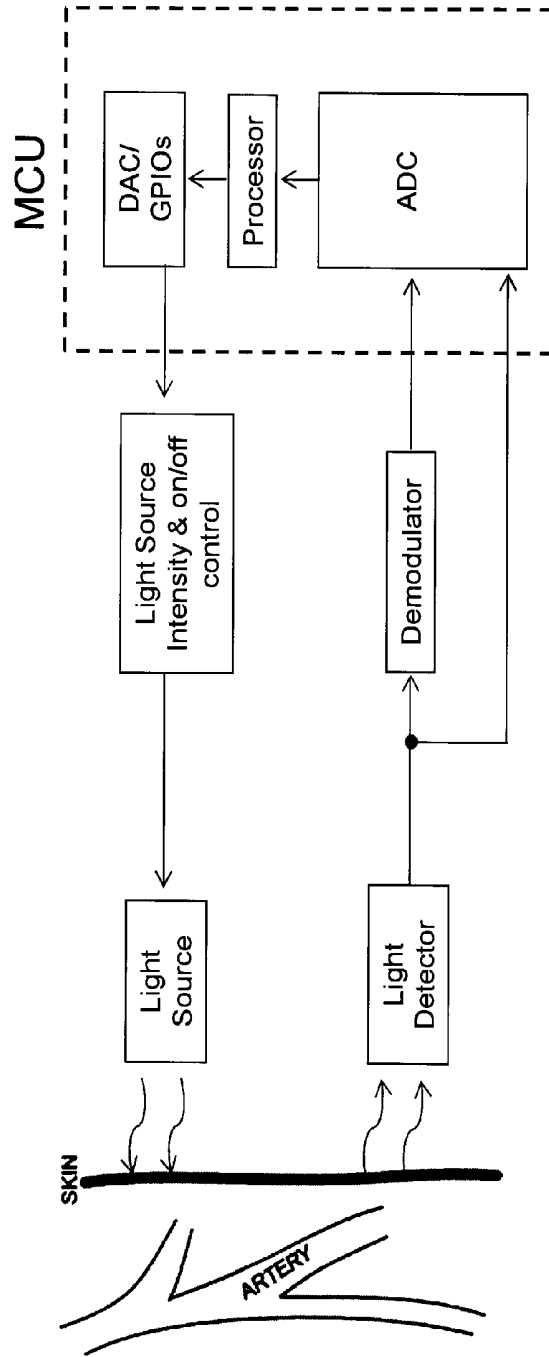 MCU
DAC/
GPIOs
Processor
ADC
Light Source
Intensity & on/off
control
Demodulator
Light
Source
Light
Detector
SKIN
ARTERY